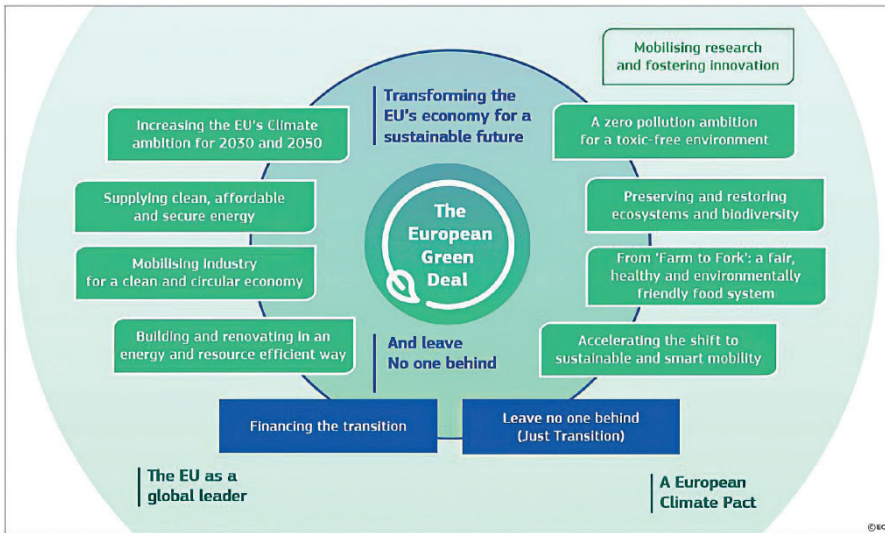 Mobilising research
and fostering innovation
Transforming the
EU's economy for a
sustainable future
Increasing the EU's Climate
ambition for 2030 and 2050
A zero pollution ambition
for a toxic-free environment
Supplying clean, affordable
and secure energy
Preserving and restoring
ecosystems and biodiversity
The
European
Green
Deal
Mobilising industry
for a clean and circular economy
From 'Farm to Fork': a fair,
healthy and environmentally
friendly food system
Building and renovating in an
energy and resource efficient way
Accelerating the shift to
sustainable and smart mobility
And leave
No one behind
Financing the transition
Leave no one behind
(Just Transition)
The EU as a
global leader
A European
Climate Pact
©EC